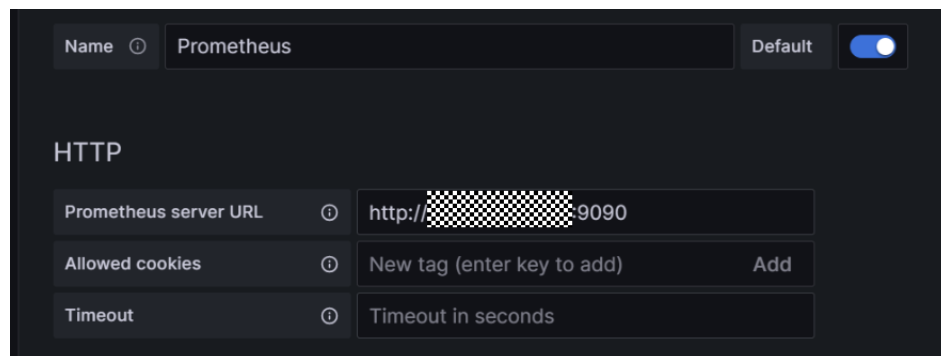 Name Prometheus Default
HTTP
Prometheus server URL http:// :9090
Allowed cookies New tag (enter key to add) Add
Timeout Timeout in seconds